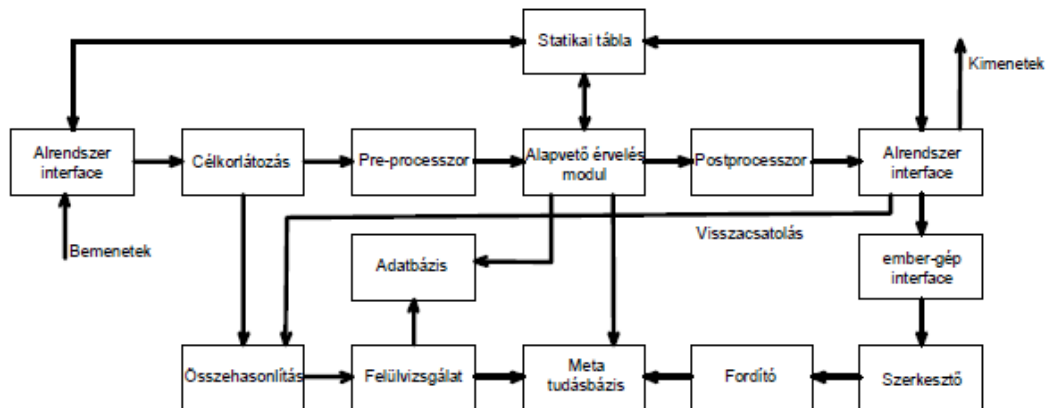 Statikai tábla
Kimenetek
Alrendszer
interface
Célkorlátozás
Pre-processzor
Alapvető érvelés
modul
Postprocesszor
Alrendszer
interface
Bemenetek
Visszacsatolás
Adatbázis
ember-gép
interface
Összehasonlítás
Felülvizsgálat
Meta
tudásbázis
Fordító
Szerkesztő